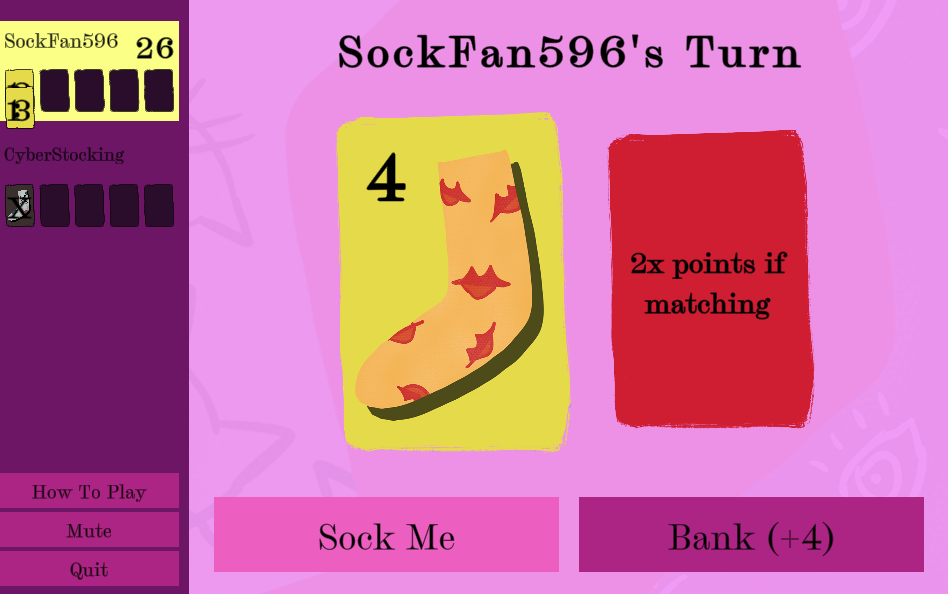 SockFan596
26
13
CyberStocking
X
How To Play
Mute
Quit
SockFan596's Turn
4
2x points if
matching
Sock Me
Bank (+4)